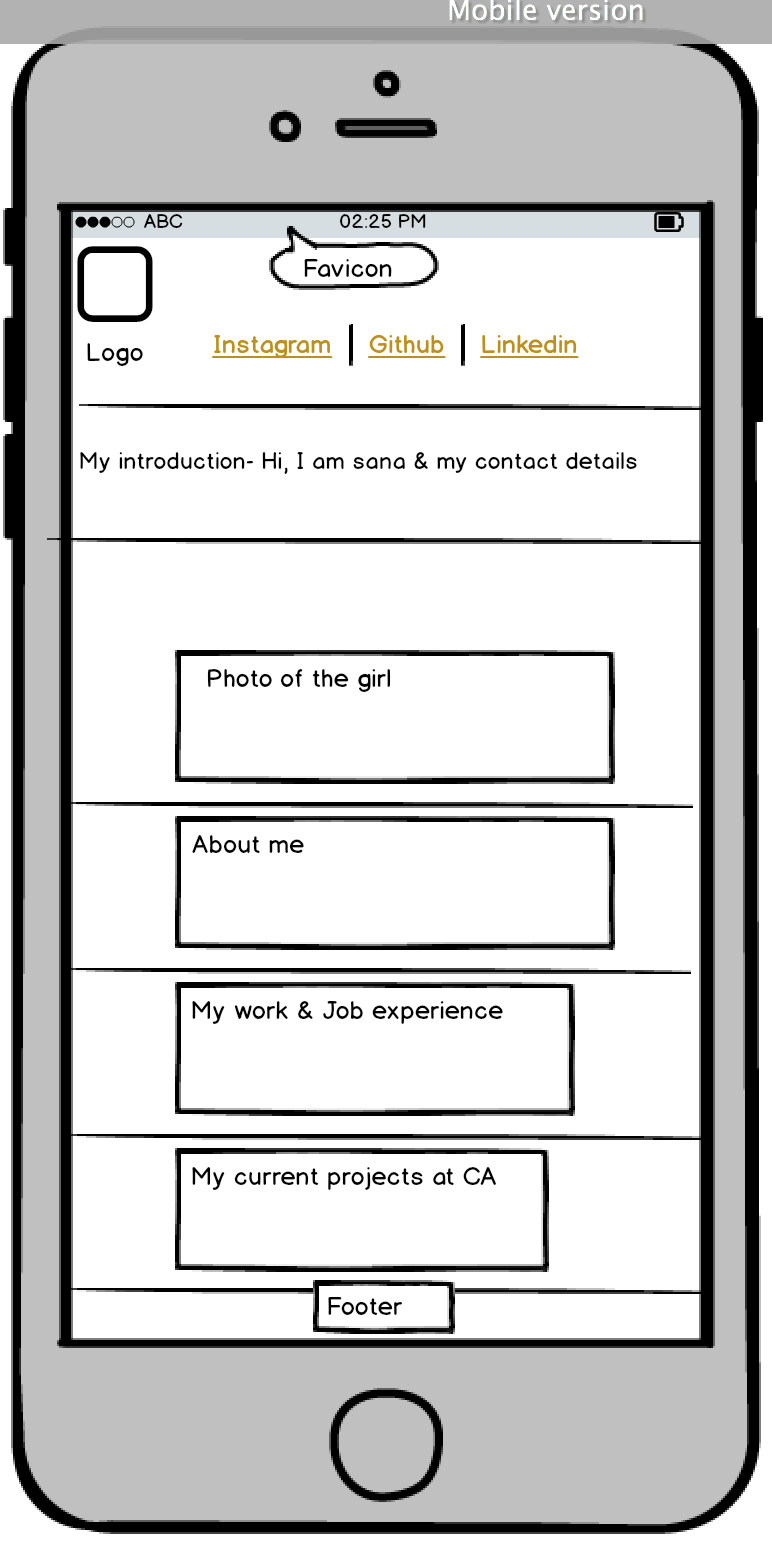 Mobile version
ABC 02:25 PM
Favicon
Logo
Instagram Github Linkedin
My introduction- Hi, I am sana & my contact details
Photo of the girl
About me
My work & Job experience
My current projects at CA
Footer